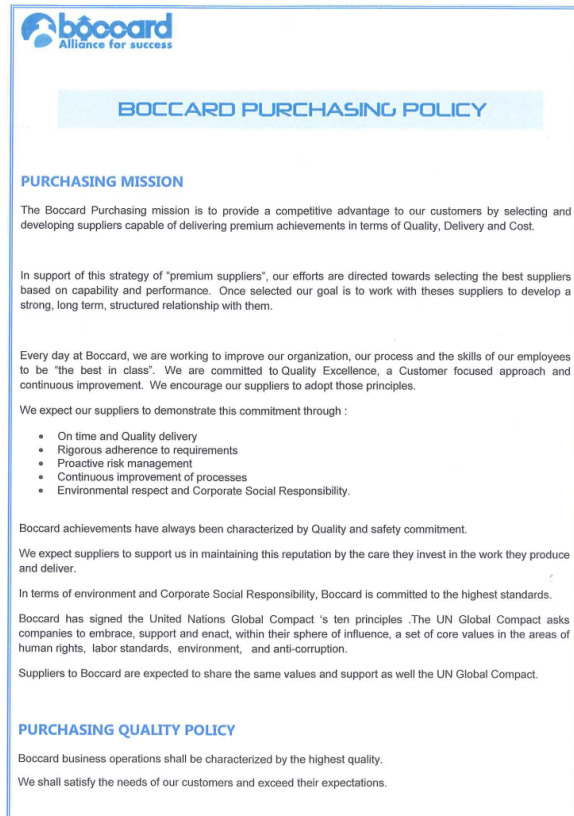 bôccard
Alliance for success
BOCCARD PURCHASING POLICY
PURCHASING MISSION
The Boccard Purchasing mission is to provide a competitive advantage to our customers by selecting and
developing suppliers capable of delivering premium achievements in terms of Quality, Delivery and Cost.
In support of this strategy of “premium suppliers”, our efforts are directed towards selecting the best suppliers
based on capability and performance. Once selected our goal is to work with theses suppliers to develop a
strong, long term, structured relationship with them.
Every day at Boccard, we are working to improve our organization, our process and the skills of our employees
to be “the best in class”. We are committed to Quality Excellence, a Customer focused approach and
continuous improvement. We encourage our suppliers to adopt those principles.
We expect our suppliers to demonstrate this commitment through :
• On time and Quality delivery
• Rigorous adherence to requirements
• Proactive risk management
• Continuous improvement of processes
• Environmental respect and Corporate Social Responsibility.
Boccard achievements have always been characterized by Quality and safety commitment.
We expect suppliers to support us in maintaining this reputation by the care they invest in the work they produce
and deliver.
In terms of environment and Corporate Social Responsibility, Boccard is committed to the highest standards.
Boccard has signed the United Nations Global Compact 's ten principles .The UN Global Compact asks
companies to embrace, support and enact, within their sphere of influence, a set of core values in the areas of
human rights, labor standards, environment, and anti-corruption.
Suppliers to Boccard are expected to share the same values and support as well the UN Global Compact.
PURCHASING QUALITY POLICY
Boccard business operations shall be characterized by the highest quality.
We shall satisfy the needs of our customers and exceed their expectations.